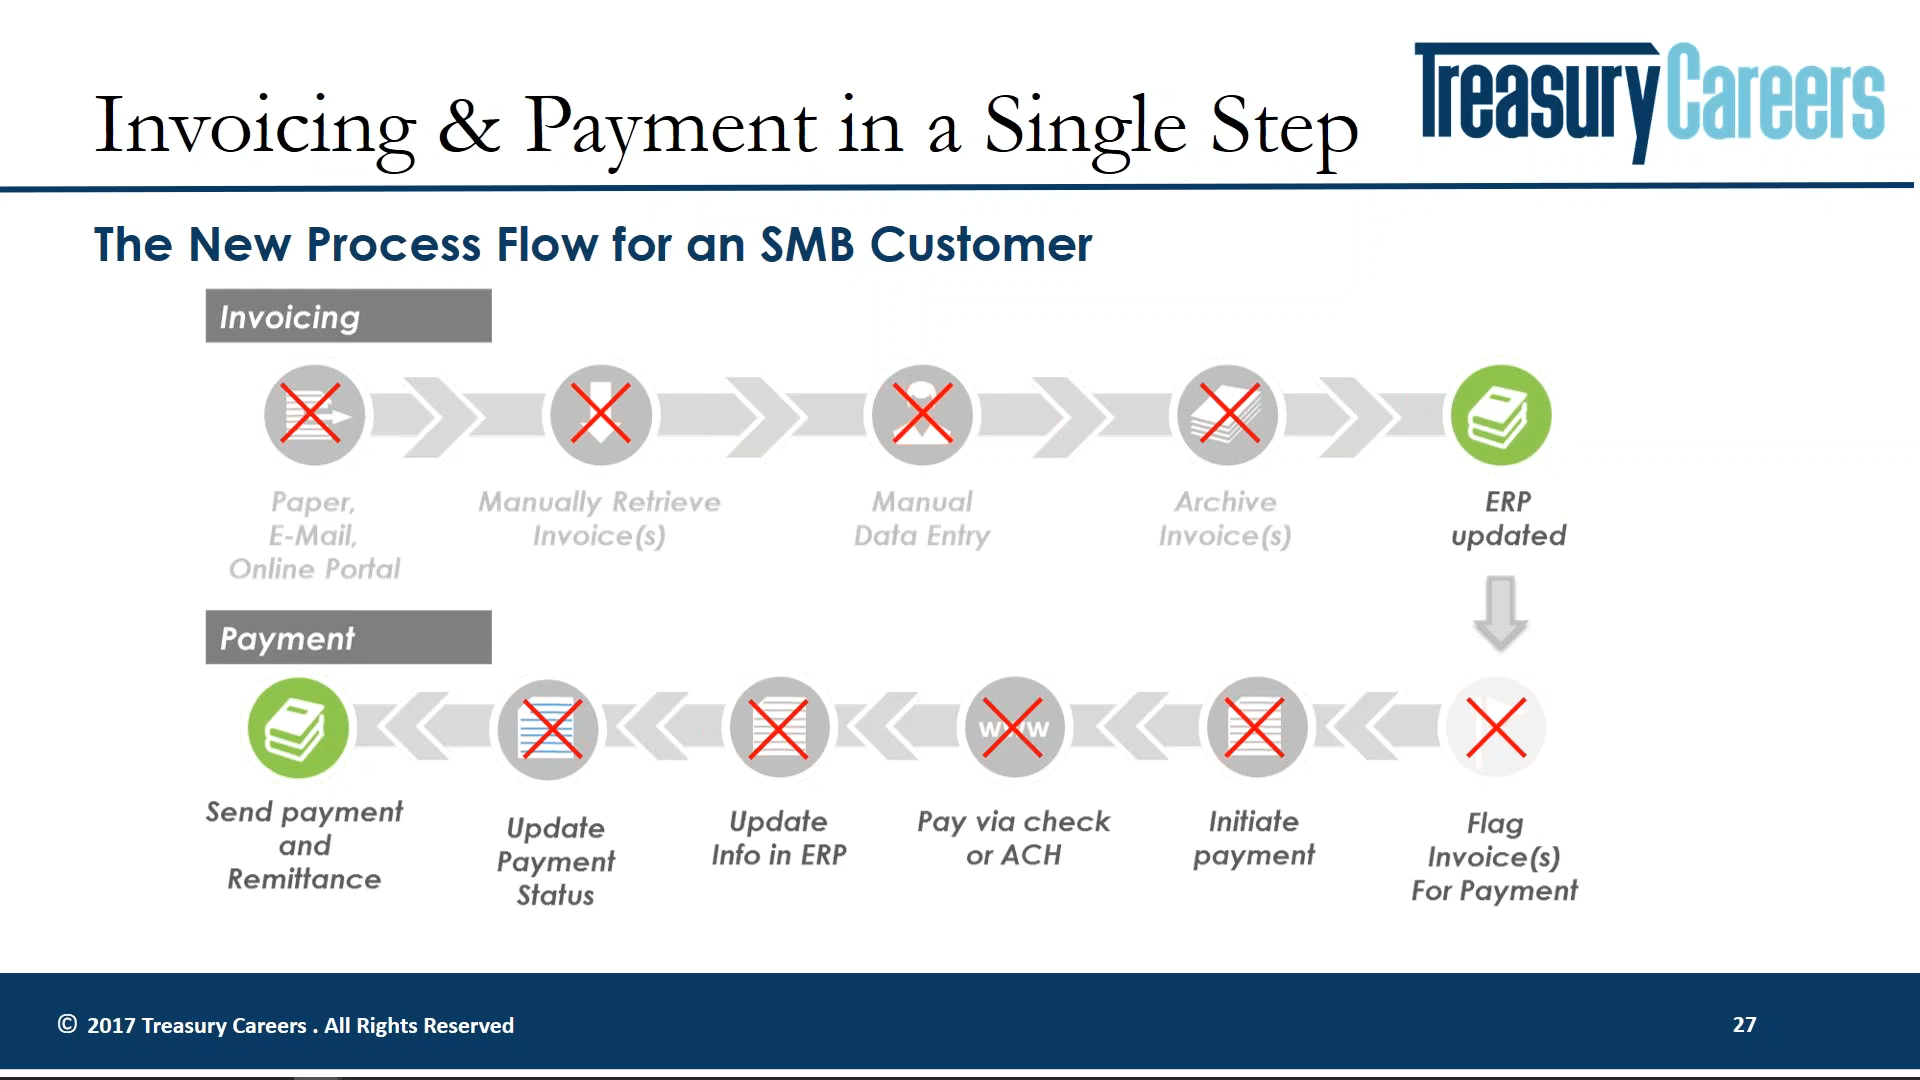 Invoicing & Payment in a Single Step
TreasuryCareers
The New Process Flow for an SMB Customer
Invoicing
Paper,
E-Mail,
Online Portal
Manually Retrieve
Invoice(s)
Manual
Data Entry
Archive
Invoice(s)
ERP
updated
Payment
www
Send payment
and
Remittance
Update
Payment
Status
Update
Info in ERP
Pay via check
or ACH
Initiate
payment
Flag
Invoice(s)
For Payment
© 2017 Treasury Careers . All Rights Reserved
27